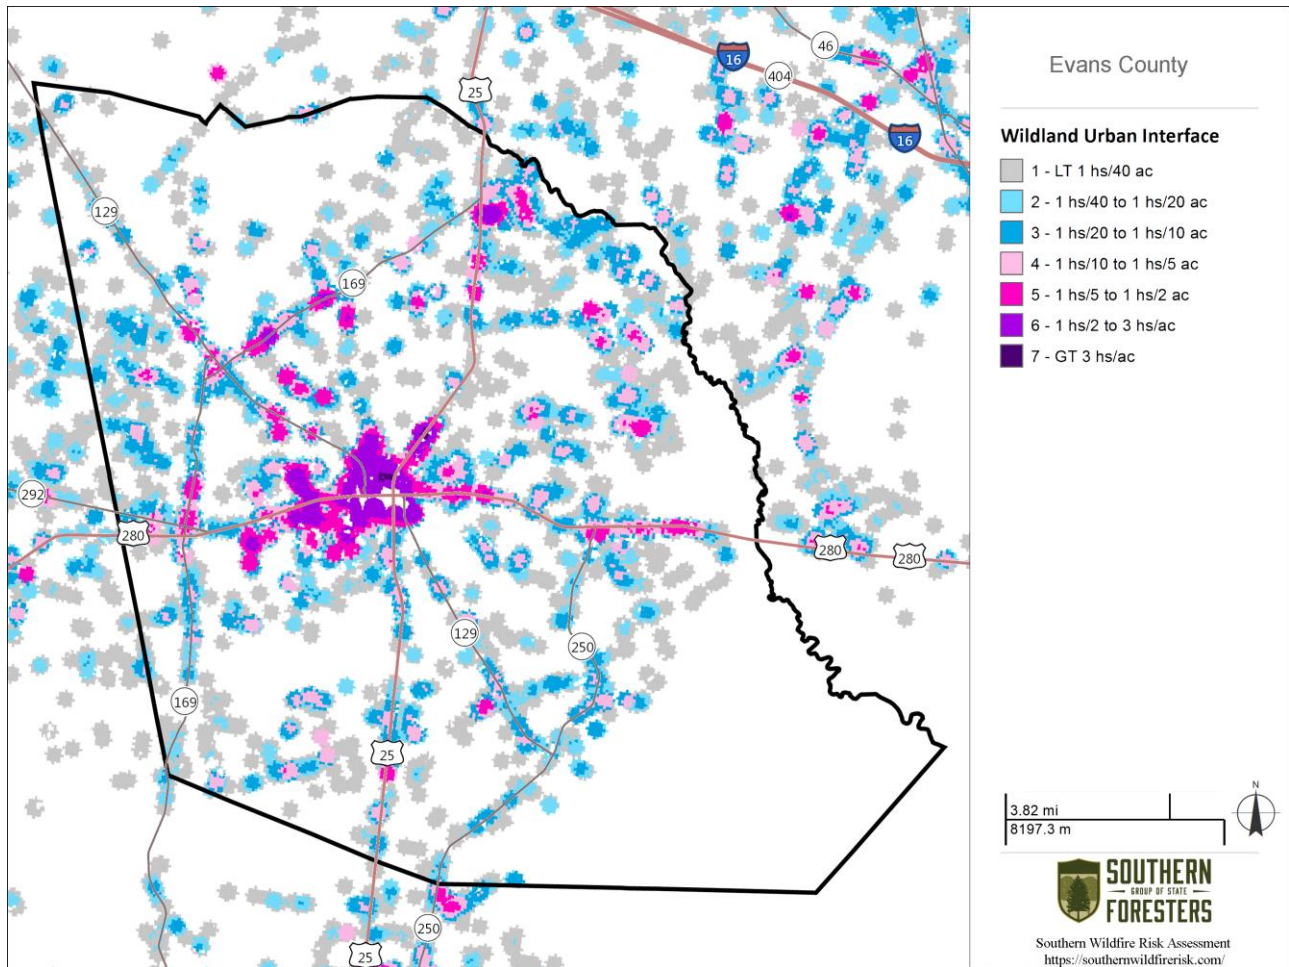 46
16
404
25
16
129
169
292
280
280
280
129
250
169
25
250
25
Evans County
Wildland Urban Interface
1 - LT 1 hs/40 ac
2 - 1 hs/40 to 1 hs/20 ac
3 - 1 hs/20 to 1 hs/10 ac
4 - 1 hs/10 to 1 hs/5 ac
5 - 1 hs/5 to 1 hs/2 ac
6 - 1 hs/2 to 3 hs/ac
7 - GT 3 hs/ac
3.82 mi
8197.3 m
N
SOUTHERN
GROUP OF STATE
FORESTERS
Southern Wildfire Risk Assessment
https://southernwildfirerisk.com/